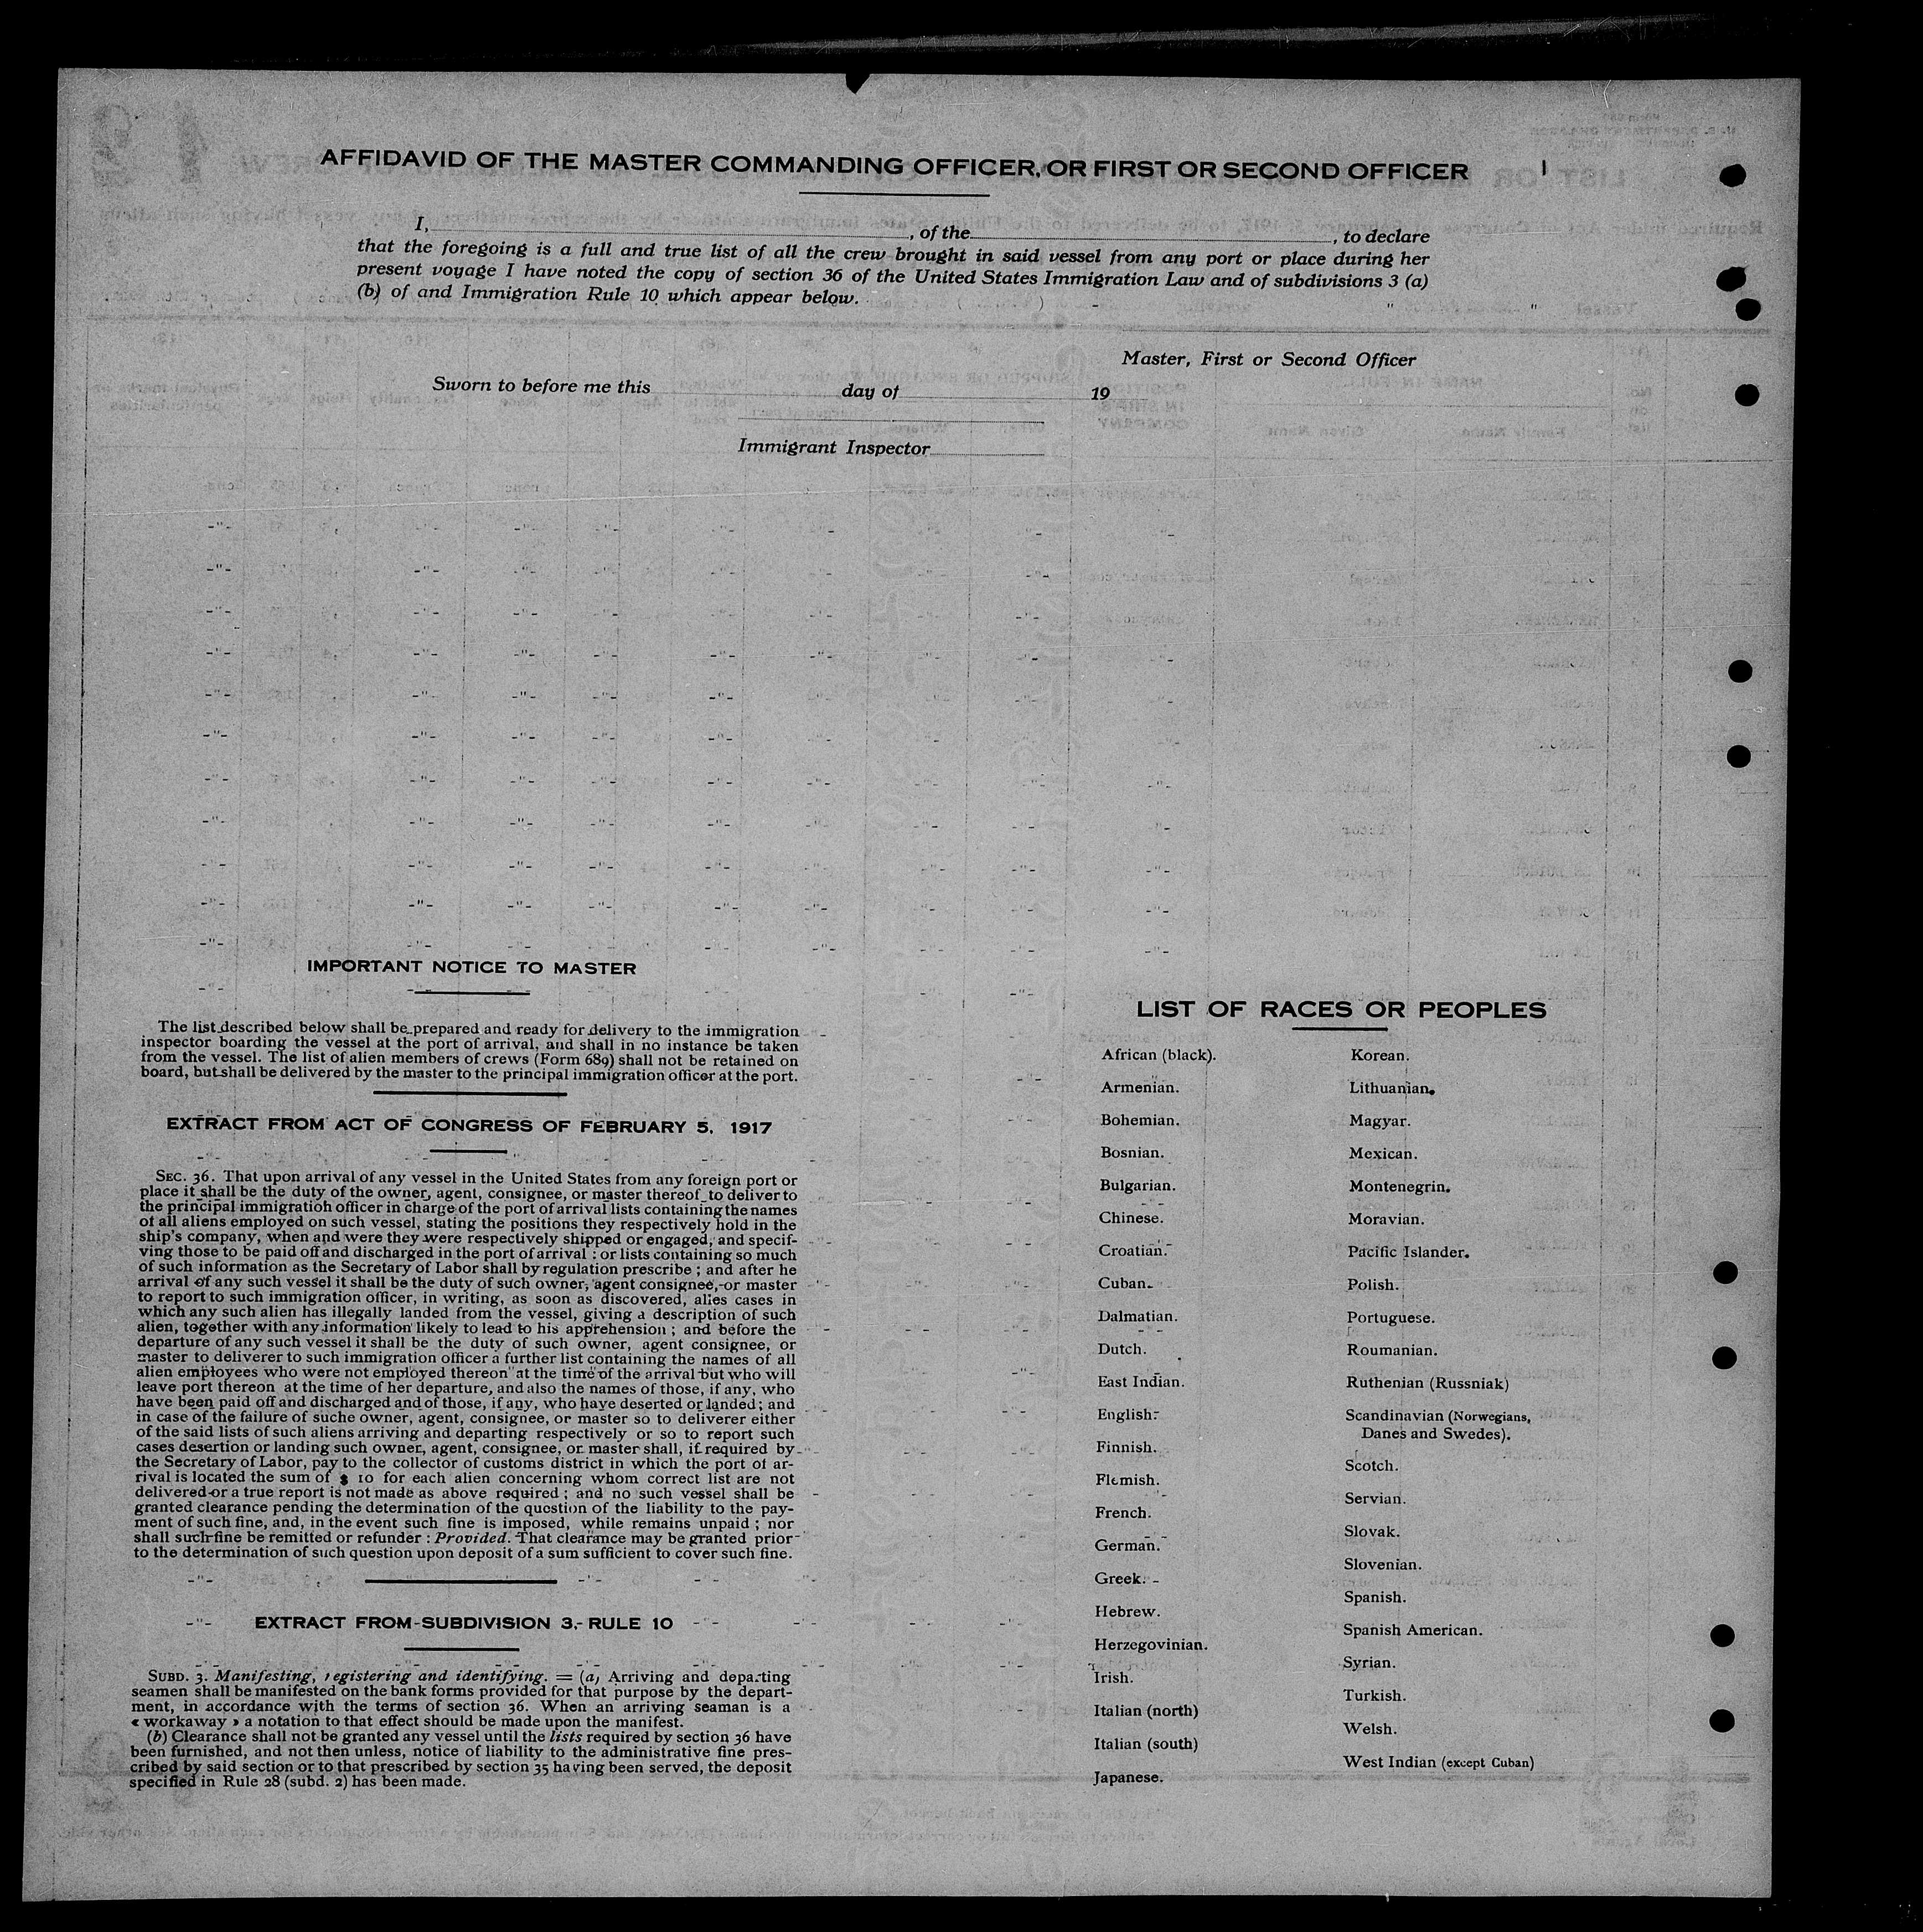 AFFIDAVID OF THE MASTER COMMANDING OFFICER, OR FIRST OR SECOND OFFICER
I, , of the , to declare
that the foregoing is a full and true list of all the crew brought in said vessel from any port or place during her
present voyage I have noted the copy of section 36 of the United States Immigration Law and of subdivisions 3 (a)
(b) of and Immigration Rule 10 which appear below.
Master, First or Second Officer
Sworn to before me this day of 19
Immigrant Inspector
IMPORTANT NOTICE TO MASTER
The list described below shall be prepared and ready for delivery to the immigration
inspector boarding the vessel at the port of arrival, and shall in no instance be taken
from the vessel. The list of alien members of crews (Form 689) shall not be retained on
board, but shall be delivered by the master to the principal immigration officer at the port.
EXTRACT FROM ACT OF CONGRESS OF FEBRUARY 5, 1917
SEC. 36. That upon arrival of any vessel in the United States from any foreign port or
place it shall be the duty of the owner, agent, consignee, or master thereof to deliver to
the principal immigration officer in charge of the port of arrival lists containing the names
of all aliens employed on such vessel, stating the positions they respectively hold in the
ship's company, when and were they were respectively shipped or engaged, and specif-
ving those to be paid off and discharged in the port of arrival : or lists containing so much
of such information as the Secretary of Labor shall by regulation prescribe ; and after he
arrival of any such vessel it shall be the duty of such owner, agent consignee, or master
to report to such immigration officer, in writing, as soon as discovered, alies cases in
which any such alien has illegally landed from the vessel, giving a description of such
alien, together with any information likely to lead to his apprehension ; and before the
departure of any such vessel it shall be the duty of such owner, agent consignee, or
master to deliverer to such immigration officer a further list containing the names of all
alien employees who were not employed thereon at the time of the arrival but who will
leave port thereon at the time of her departure, and also the names of those, if any, who
have been paid off and discharged and of those, if any, who have deserted or landed ; and
in case of the failure of suche owner, agent, consignee, or master so to deliverer either
of the said lists of such aliens arriving and departing respectively or so to report such
cases desertion or landing such owner, agent, consignee, or master shall, if required by
the Secretary of Labor, pay to the collector of customs district in which the port of ar-
rival is located the sum of $ 10 for each alien concerning whom correct list are not
delivered or a true report is not made as above required ; and no such vessel shall be
granted clearance pending the determination of the question of the liability to the pay-
ment of such fine, and, in the event such fine is imposed, while remains unpaid ; nor
shall such fine be remitted or refunder : Provided. That clearance may be granted prior
to the determination of such question upon deposit of a sum sufficient to cover such fine.
EXTRACT FROM SUBDIVISION 3, RULE 10
SUBD. 3. Manifesting, registering and identifying. = (a) Arriving and departing
seamen shall be manifested on the bank forms provided for that purpose by the depart-
ment, in accordance with the terms of section 36. When an arriving seaman is a
« workaway » a notation to that effect should be made upon the manifest.
(b) Clearance shall not be granted any vessel until the lists required by section 36 have
been furnished, and not then unless, notice of liability to the administrative fine pres-
cribed by said section or to that prescribed by section 35 having been served, the deposit
specified in Rule 28 (subd. 2) has been made.
LIST OF RACES OR PEOPLES
African (black).
Armenian.
Bohemian.
Bosnian.
Bulgarian.
Chinese.
Croatian.
Cuban.
Dalmatian.
Dutch.
East Indian.
English.
Finnish.
Flemish.
French.
German.
Greek.
Hebrew.
Herzegovinian.
Irish.
Italian (north)
Italian (south)
Japanese.
Korean.
Lithuanian.
Magyar.
Mexican.
Montenegrin.
Moravian.
Pacific Islander.
Polish.
Portuguese.
Roumanian.
Ruthenian (Russniak)
Scandinavian (Norwegians,
Danes and Swedes).
Scotch.
Servian.
Slovak.
Slovenian.
Spanish.
Spanish American.
Syrian.
Turkish.
Welsh.
West Indian (except Cuban)